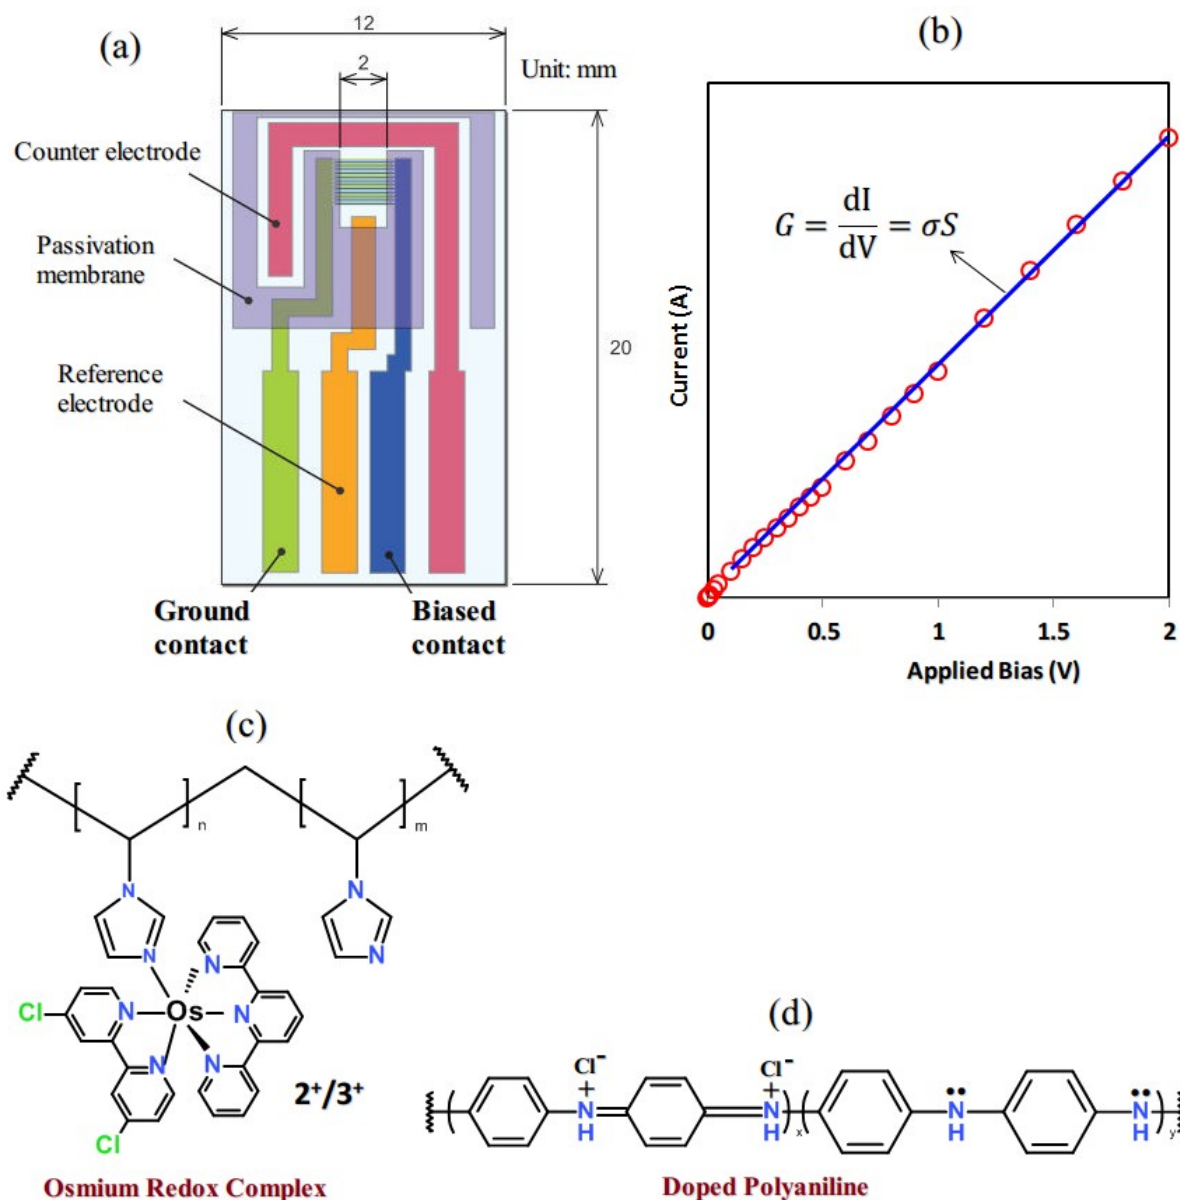 (a)
12
2
Unit: mm
Counter electrode
Passivation
membrane
20
Reference
electrode
Ground
contact
Biased
contact
(b)
G = dI/dV = σS
Current (A)
0
0.5
1
1.5
2
Applied Bias (V)
(c)
n
m
N
N
N
N
N
N
N
Os
N
N
Cl
Cl
2⁺/3⁺
Osmium Redox Complex
(d)
Cl⁻
Cl⁻
+
+
N
H
N
H
x
N
H
N
H
y
Doped Polyaniline